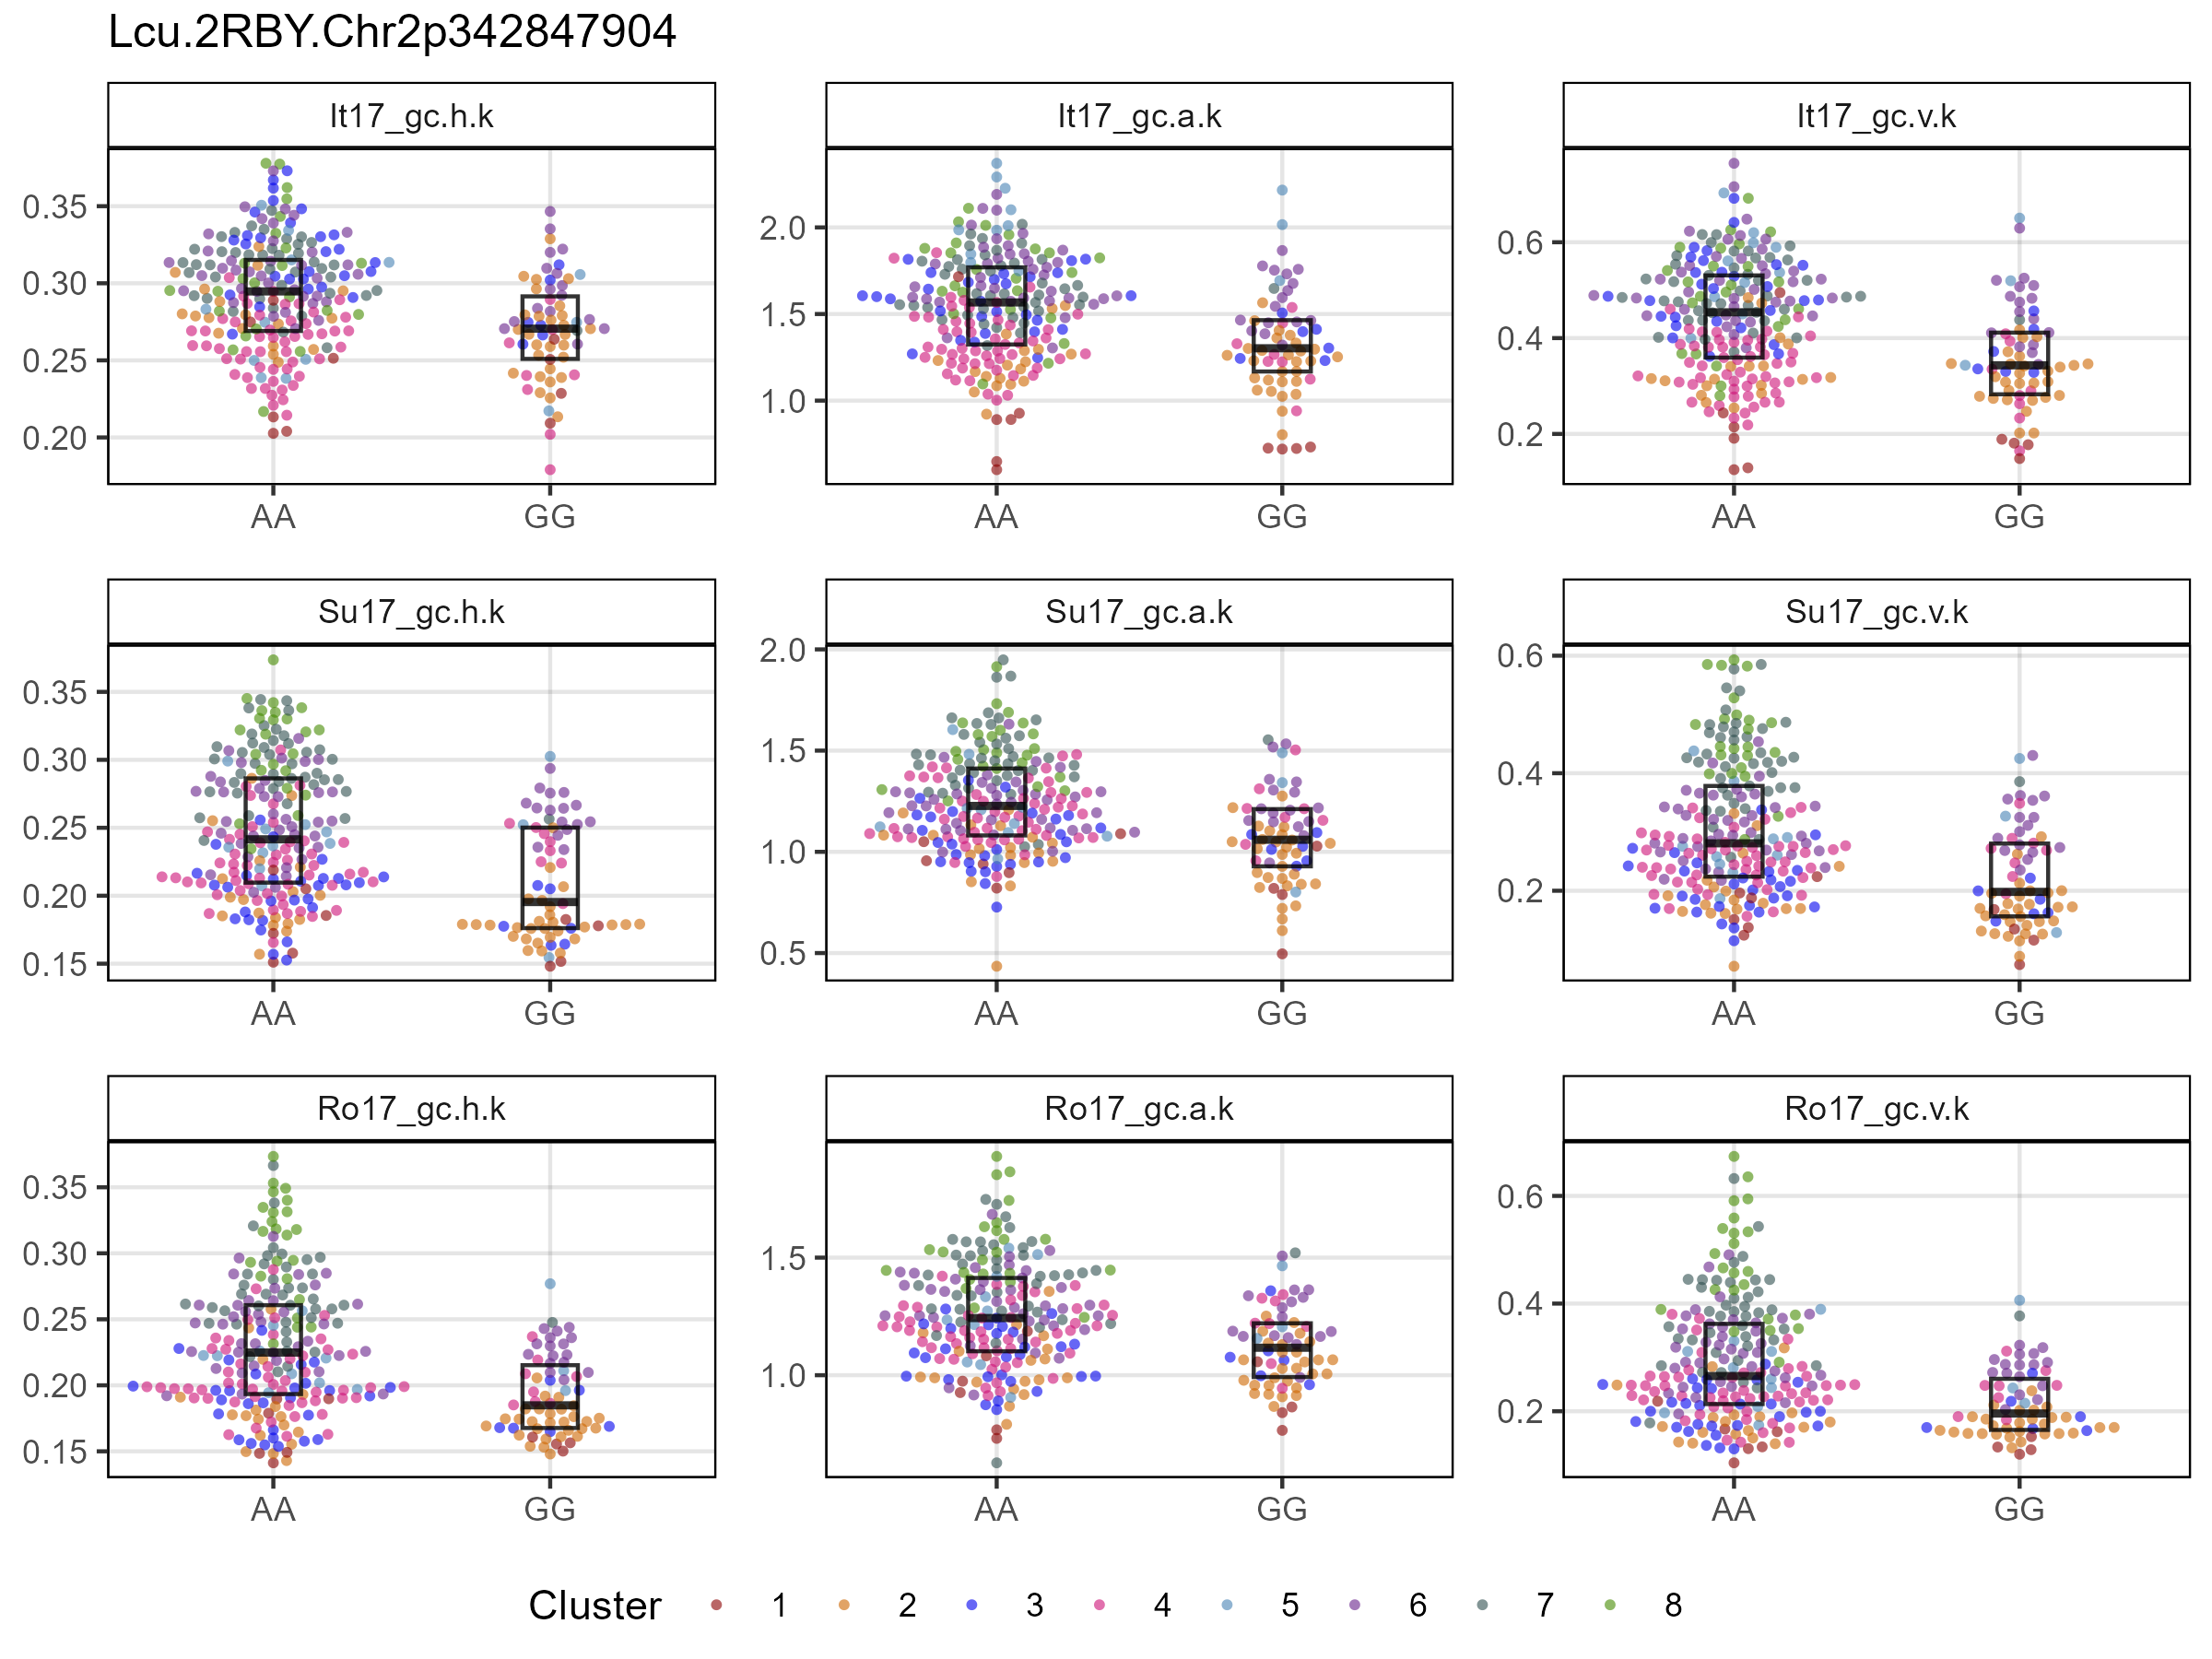 Lcu.2RBY.Chr2p342847904
It17_gc.h.k
It17_gc.a.k
It17_gc.v.k
0.35
0.30
0.25
0.20
AA GG
2.0
1.5
1.0
AA GG
0.6
0.4
0.2
AA GG
Su17_gc.h.k
Su17_gc.a.k
Su17_gc.v.k
0.35
0.30
0.25
0.20
0.15
AA GG
2.0
1.5
1.0
0.5
AA GG
0.6
0.4
0.2
AA GG
Ro17_gc.h.k
Ro17_gc.a.k
Ro17_gc.v.k
0.35
0.30
0.25
0.20
0.15
AA GG
1.5
1.0
AA GG
0.6
0.4
0.2
AA GG
Cluster 1 2 3 4 5 6 7 8